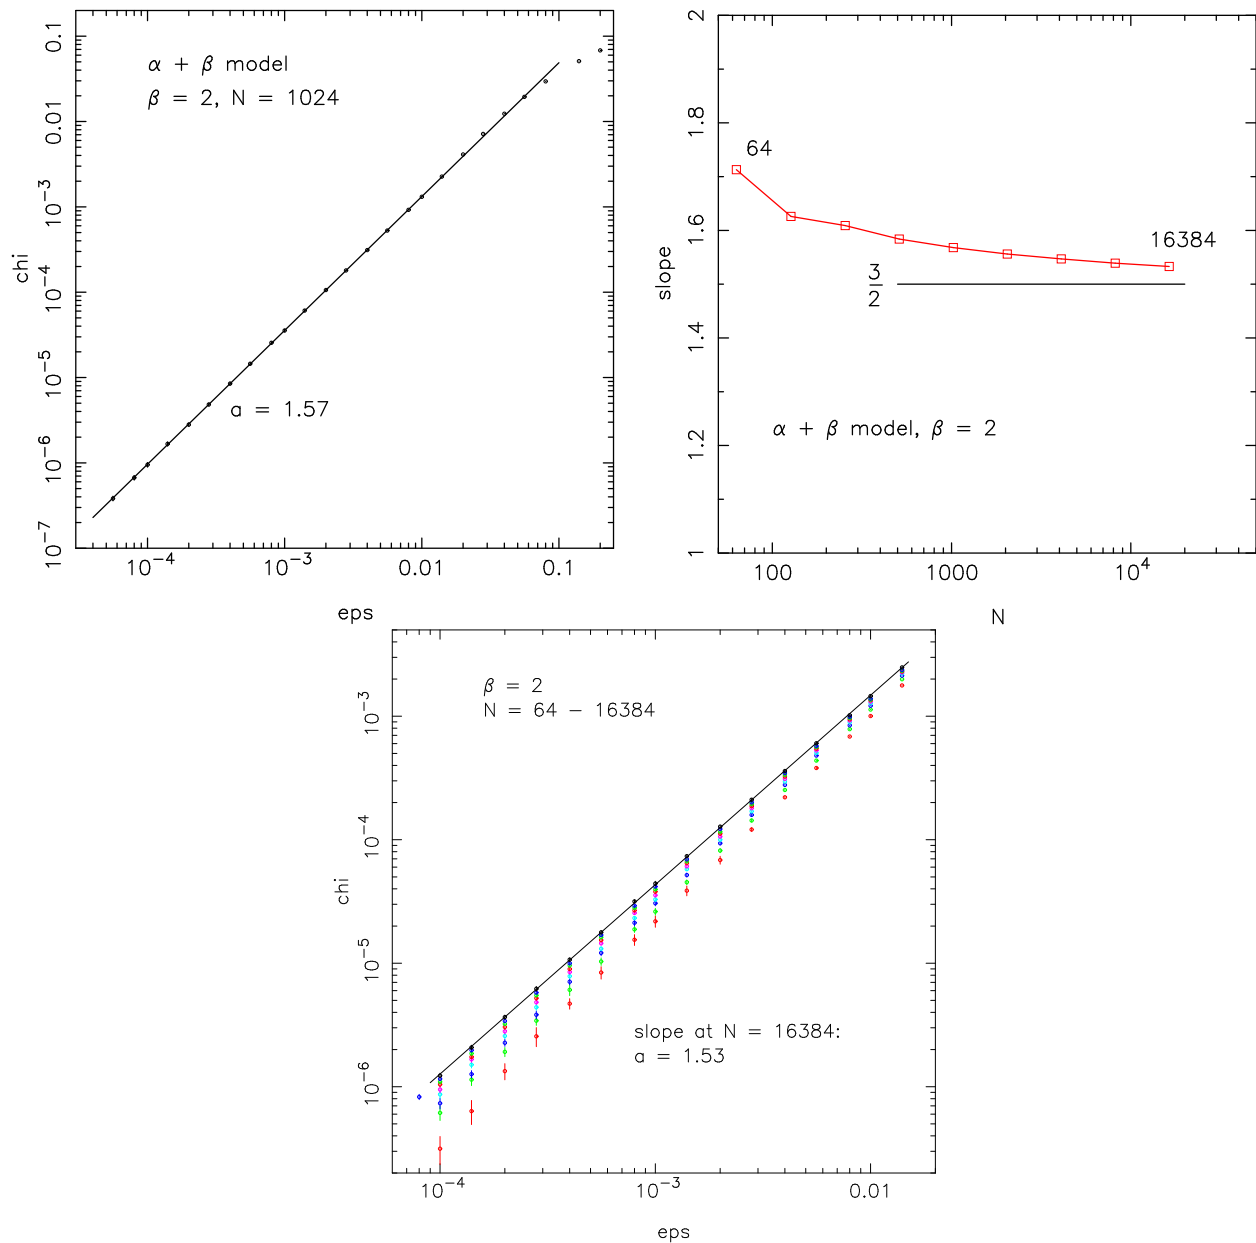 0.1
0.01
10⁻³
10⁻⁴
10⁻⁵
10⁻⁶
10⁻⁷
chi
α + β model
β = 2, N = 1024
a = 1.57
10⁻⁴ 10⁻³ 0.01 0.1
eps
2
1.8
1.6
1.4
1.2
1
slope
64
16384
3
2
α + β model, β = 2
100 1000 10⁴
N
10⁻³
10⁻⁴
10⁻⁵
10⁻⁶
chi
β = 2
N = 64 – 16384
slope at N = 16384:
a = 1.53
10⁻⁴ 10⁻³ 0.01
eps